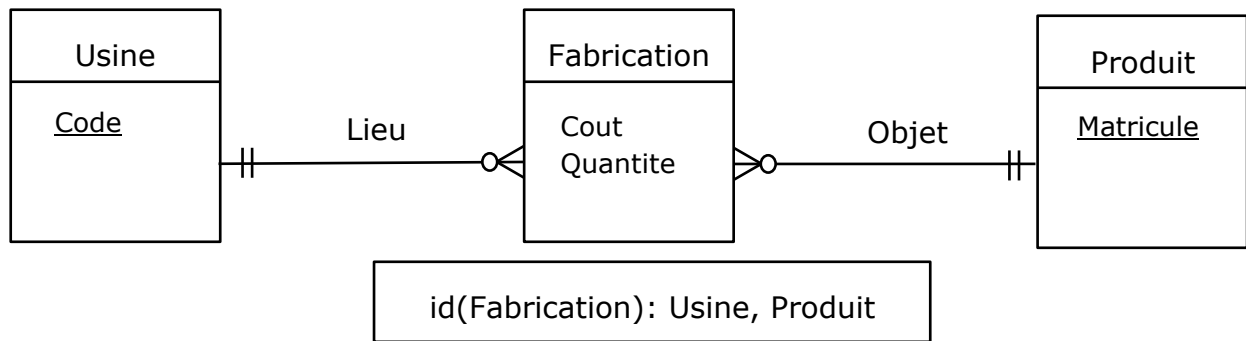 Usine
Code
Lieu
Fabrication
Cout
Quantite
Objet
Produit
Matricule
id(Fabrication): Usine, Produit